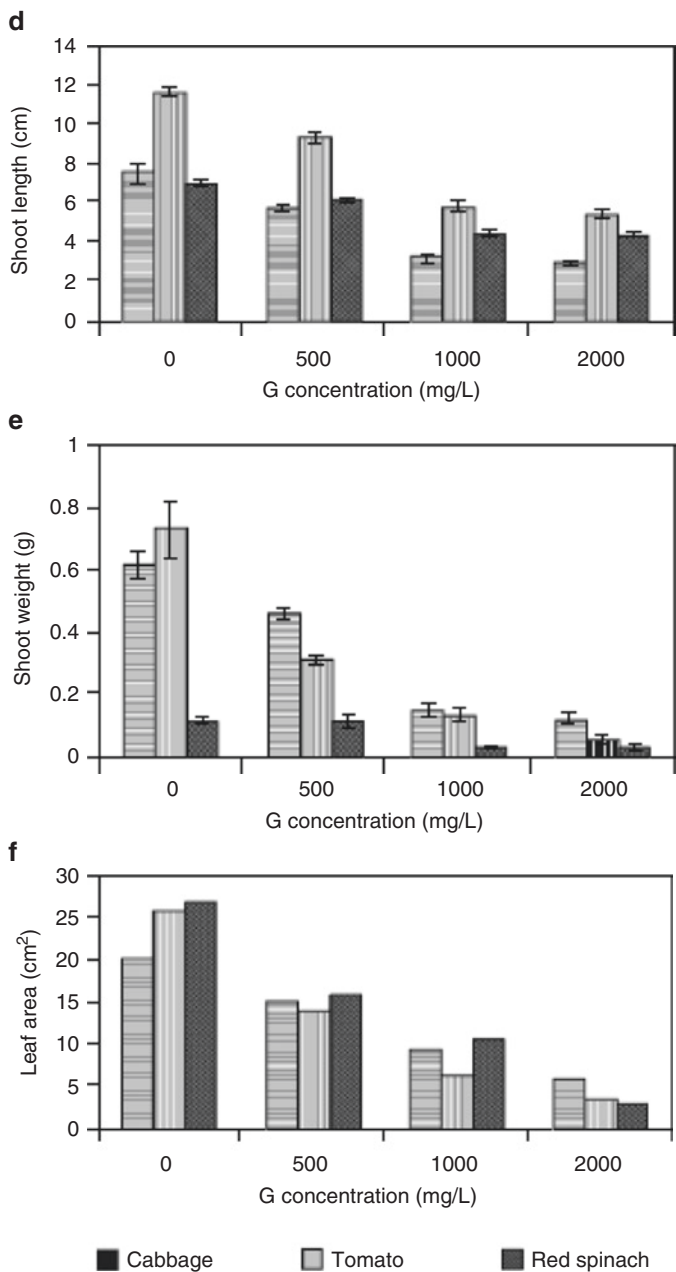 d
14
12
10
8
6
4
2
0
Shoot length (cm)
0 500 1000 2000
G concentration (mg/L)
e
1
0.8
0.6
0.4
0.2
0
Shoot weight (g)
0 500 1000 2000
G concentration (mg/L)
f
30
25
20
15
10
5
0
Leaf area (cm²)
0 500 1000 2000
G concentration (mg/L)
Cabbage Tomato Red spinach